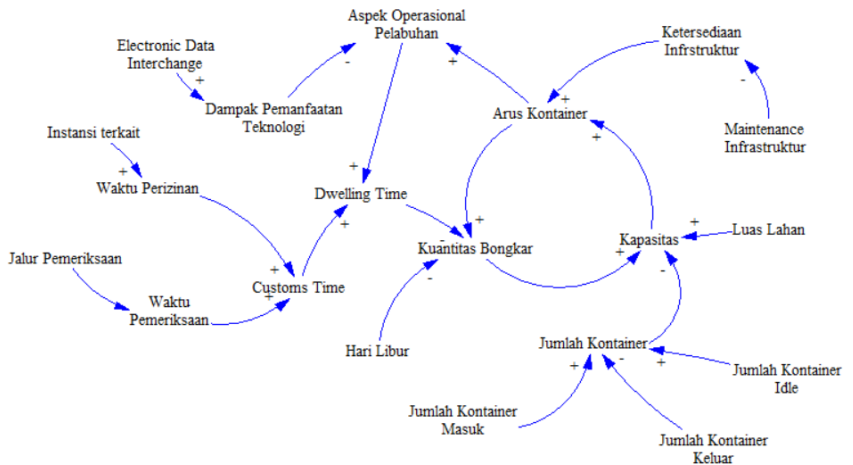 Aspek Operasional
Pelabuhan
Electronic Data
Interchange
+
-
+
Ketersediaan
Infrstruktur
-
Dampak Pemanfaatan
Teknologi
+
Arus Kontainer
+
Maintenance
Infrastruktur
Instansi terkait
+
Waktu Perizinan
+
Dwelling Time
+
+
-
Kuantitas Bongkar
-
+
Kapasitas
+
-
Luas Lahan
Jalur Pemeriksaan
Waktu
Pemeriksaan
+
Customs Time
+
Hari Libur
Jumlah Kontainer
+
-
+
Jumlah Kontainer
Idle
Jumlah Kontainer
Masuk
Jumlah Kontainer
Keluar